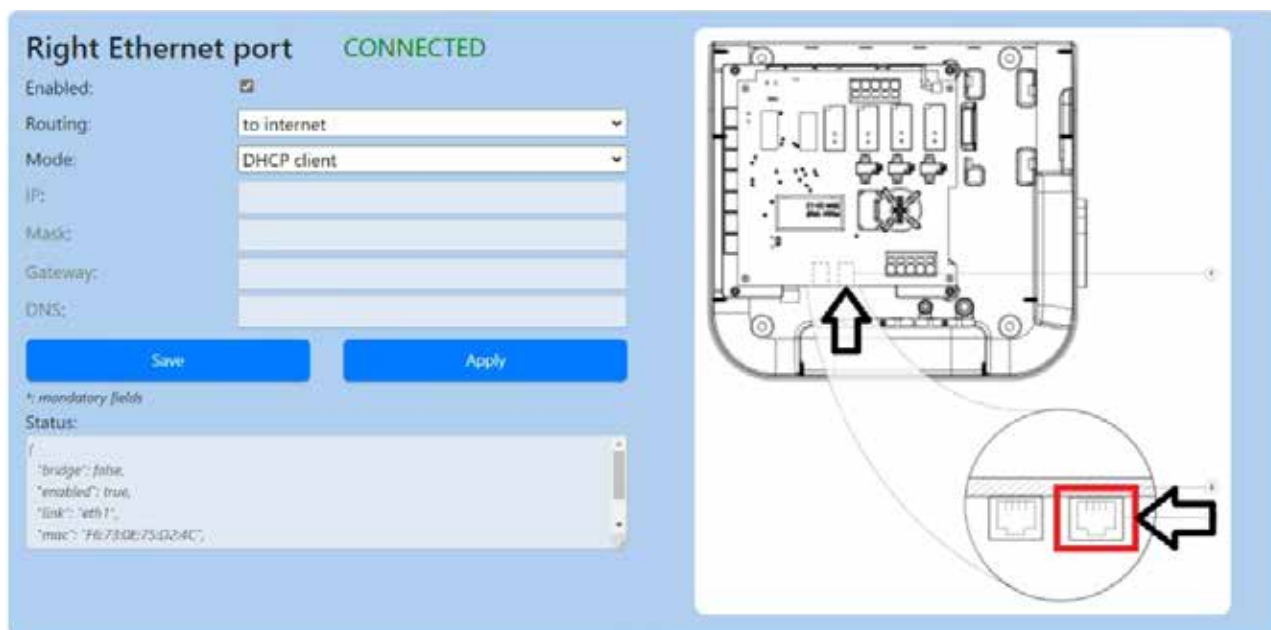 Right Ethernet port CONNECTED
Enabled:
Routing: to internet
Mode: DHCP client
IP:
Mask:
Gateway:
DNS:
Save Apply
*: mandatory fields
Status:
{
"bridge": false,
"enabled": true,
"link": "eth1",
"mac":